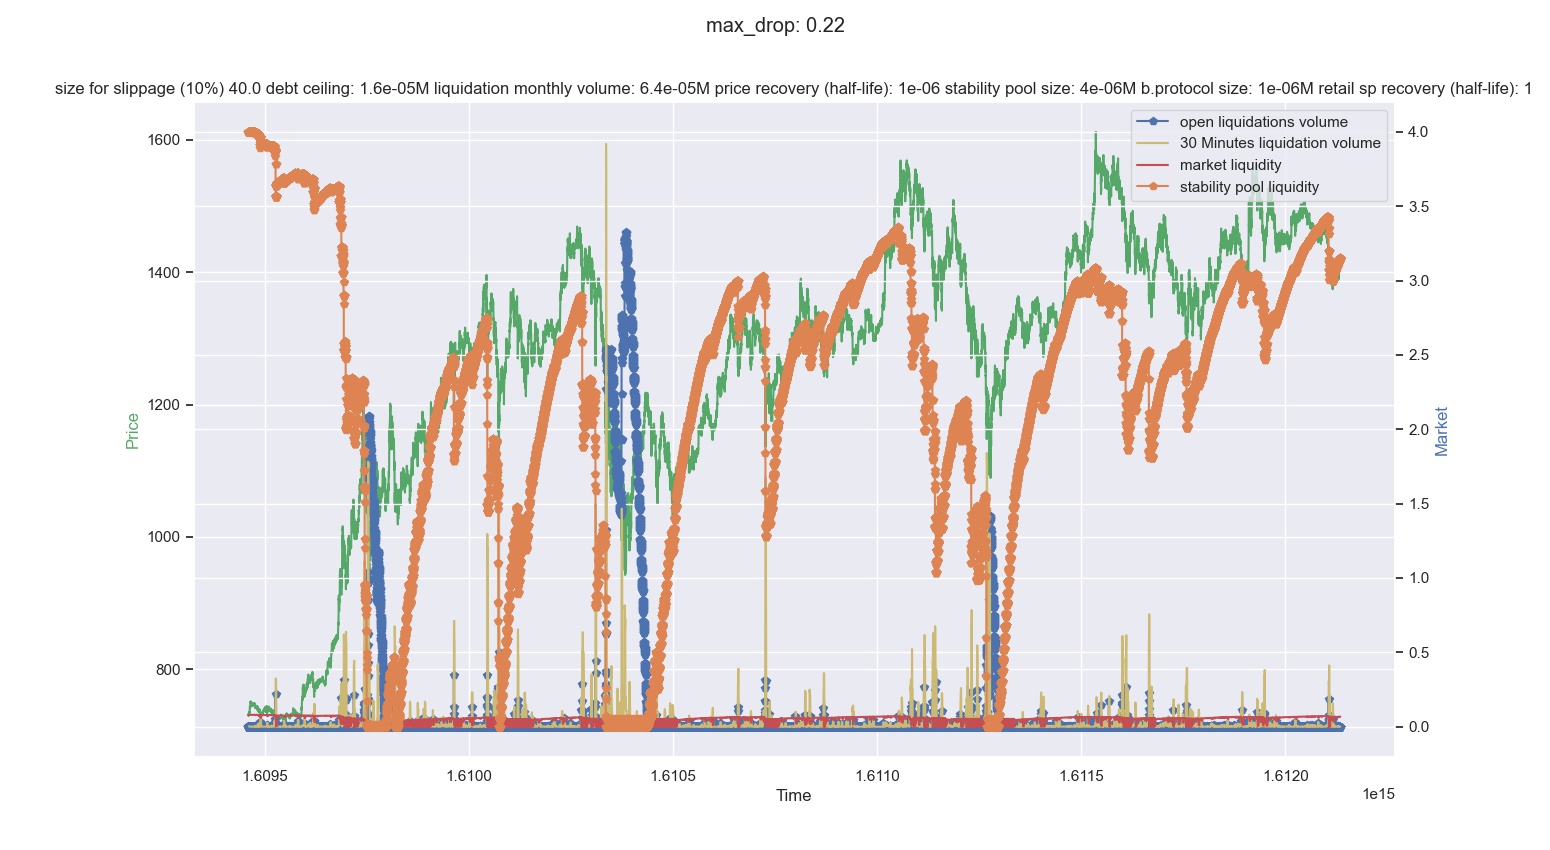 max_drop: 0.22
size for slippage (10%) 40.0 debt ceiling: 1.6e-05M liquidation monthly volume: 6.4e-05M price recovery (half-life): 1e-06 stability pool size: 4e-06M b.protocol size: 1e-06M retail sp recovery (half-life): 1
open liquidations volume
30 Minutes liquidation volume
market liquidity
stability pool liquidity
1600
1400
1200
1000
800
Price
4.0
3.5
3.0
2.5
2.0
1.5
1.0
0.5
0.0
Market
1.6095
1.6100
1.6105
1.6110
1.6115
1.6120
1e15
Time